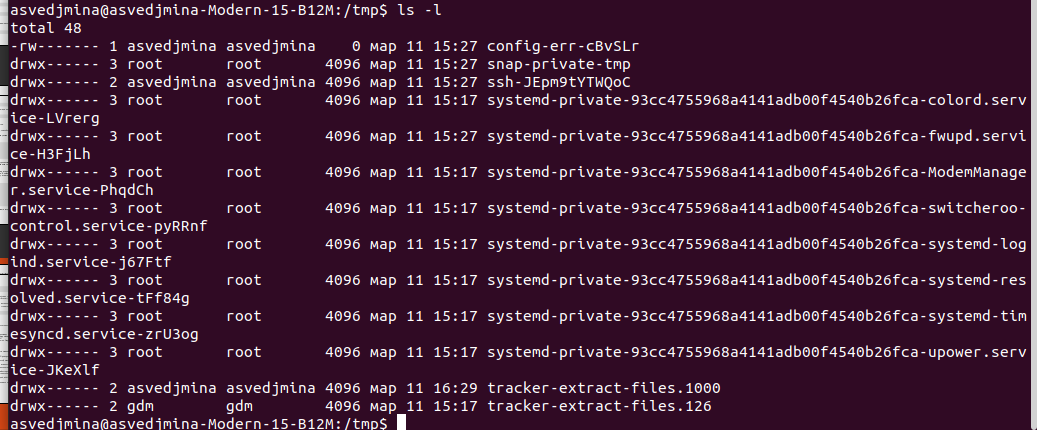 asvedjmina@asvedjmina-Modern-15-B12M:/tmp$ ls -l
total 48
-rw------- 1 asvedjmina asvedjmina    0 мар 11 15:27 config-err-cBvSLr
drwx------ 3 root       root       4096 мар 11 15:27 snap-private-tmp
drwx------ 2 asvedjmina asvedjmina 4096 мар 11 15:27 ssh-JEpm9tYTWQoC
drwx------ 3 root       root       4096 мар 11 15:27 systemd-private-93cc4755968a4141adb00f4540b26fca-colord.serv
ice-LVrerg
drwx------ 3 root       root       4096 мар 11 15:27 systemd-private-93cc4755968a4141adb00f4540b26fca-fwupd.servi
ce-H3FjLh
drwx------ 3 root       root       4096 мар 11 15:17 systemd-private-93cc4755968a4141adb00f4540b26fca-ModemManage
r.service-PhqdCh
drwx------ 3 root       root       4096 мар 11 15:17 systemd-private-93cc4755968a4141adb00f4540b26fca-switcheroo-
control.service-pyRRnf
drwx------ 3 root       root       4096 мар 11 15:17 systemd-private-93cc4755968a4141adb00f4540b26fca-systemd-log
ind.service-j67Ftf
drwx------ 3 root       root       4096 мар 11 15:17 systemd-private-93cc4755968a4141adb00f4540b26fca-systemd-res
olved.service-tFf84g
drwx------ 3 root       root       4096 мар 11 15:17 systemd-private-93cc4755968a4141adb00f4540b26fca-systemd-tim
esyncd.service-zrU3og
drwx------ 3 root       root       4096 мар 11 15:17 systemd-private-93cc4755968a4141adb00f4540b26fca-upower.serv
ice-JKeXlf
drwx------ 2 asvedjmina asvedjmina 4096 мар 11 16:29 tracker-extract-files.1000
drwx------ 2 gdm        gdm        4096 мар 11 15:17 tracker-extract-files.126
asvedjmina@asvedjmina-Modern-15-B12M:/tmp$